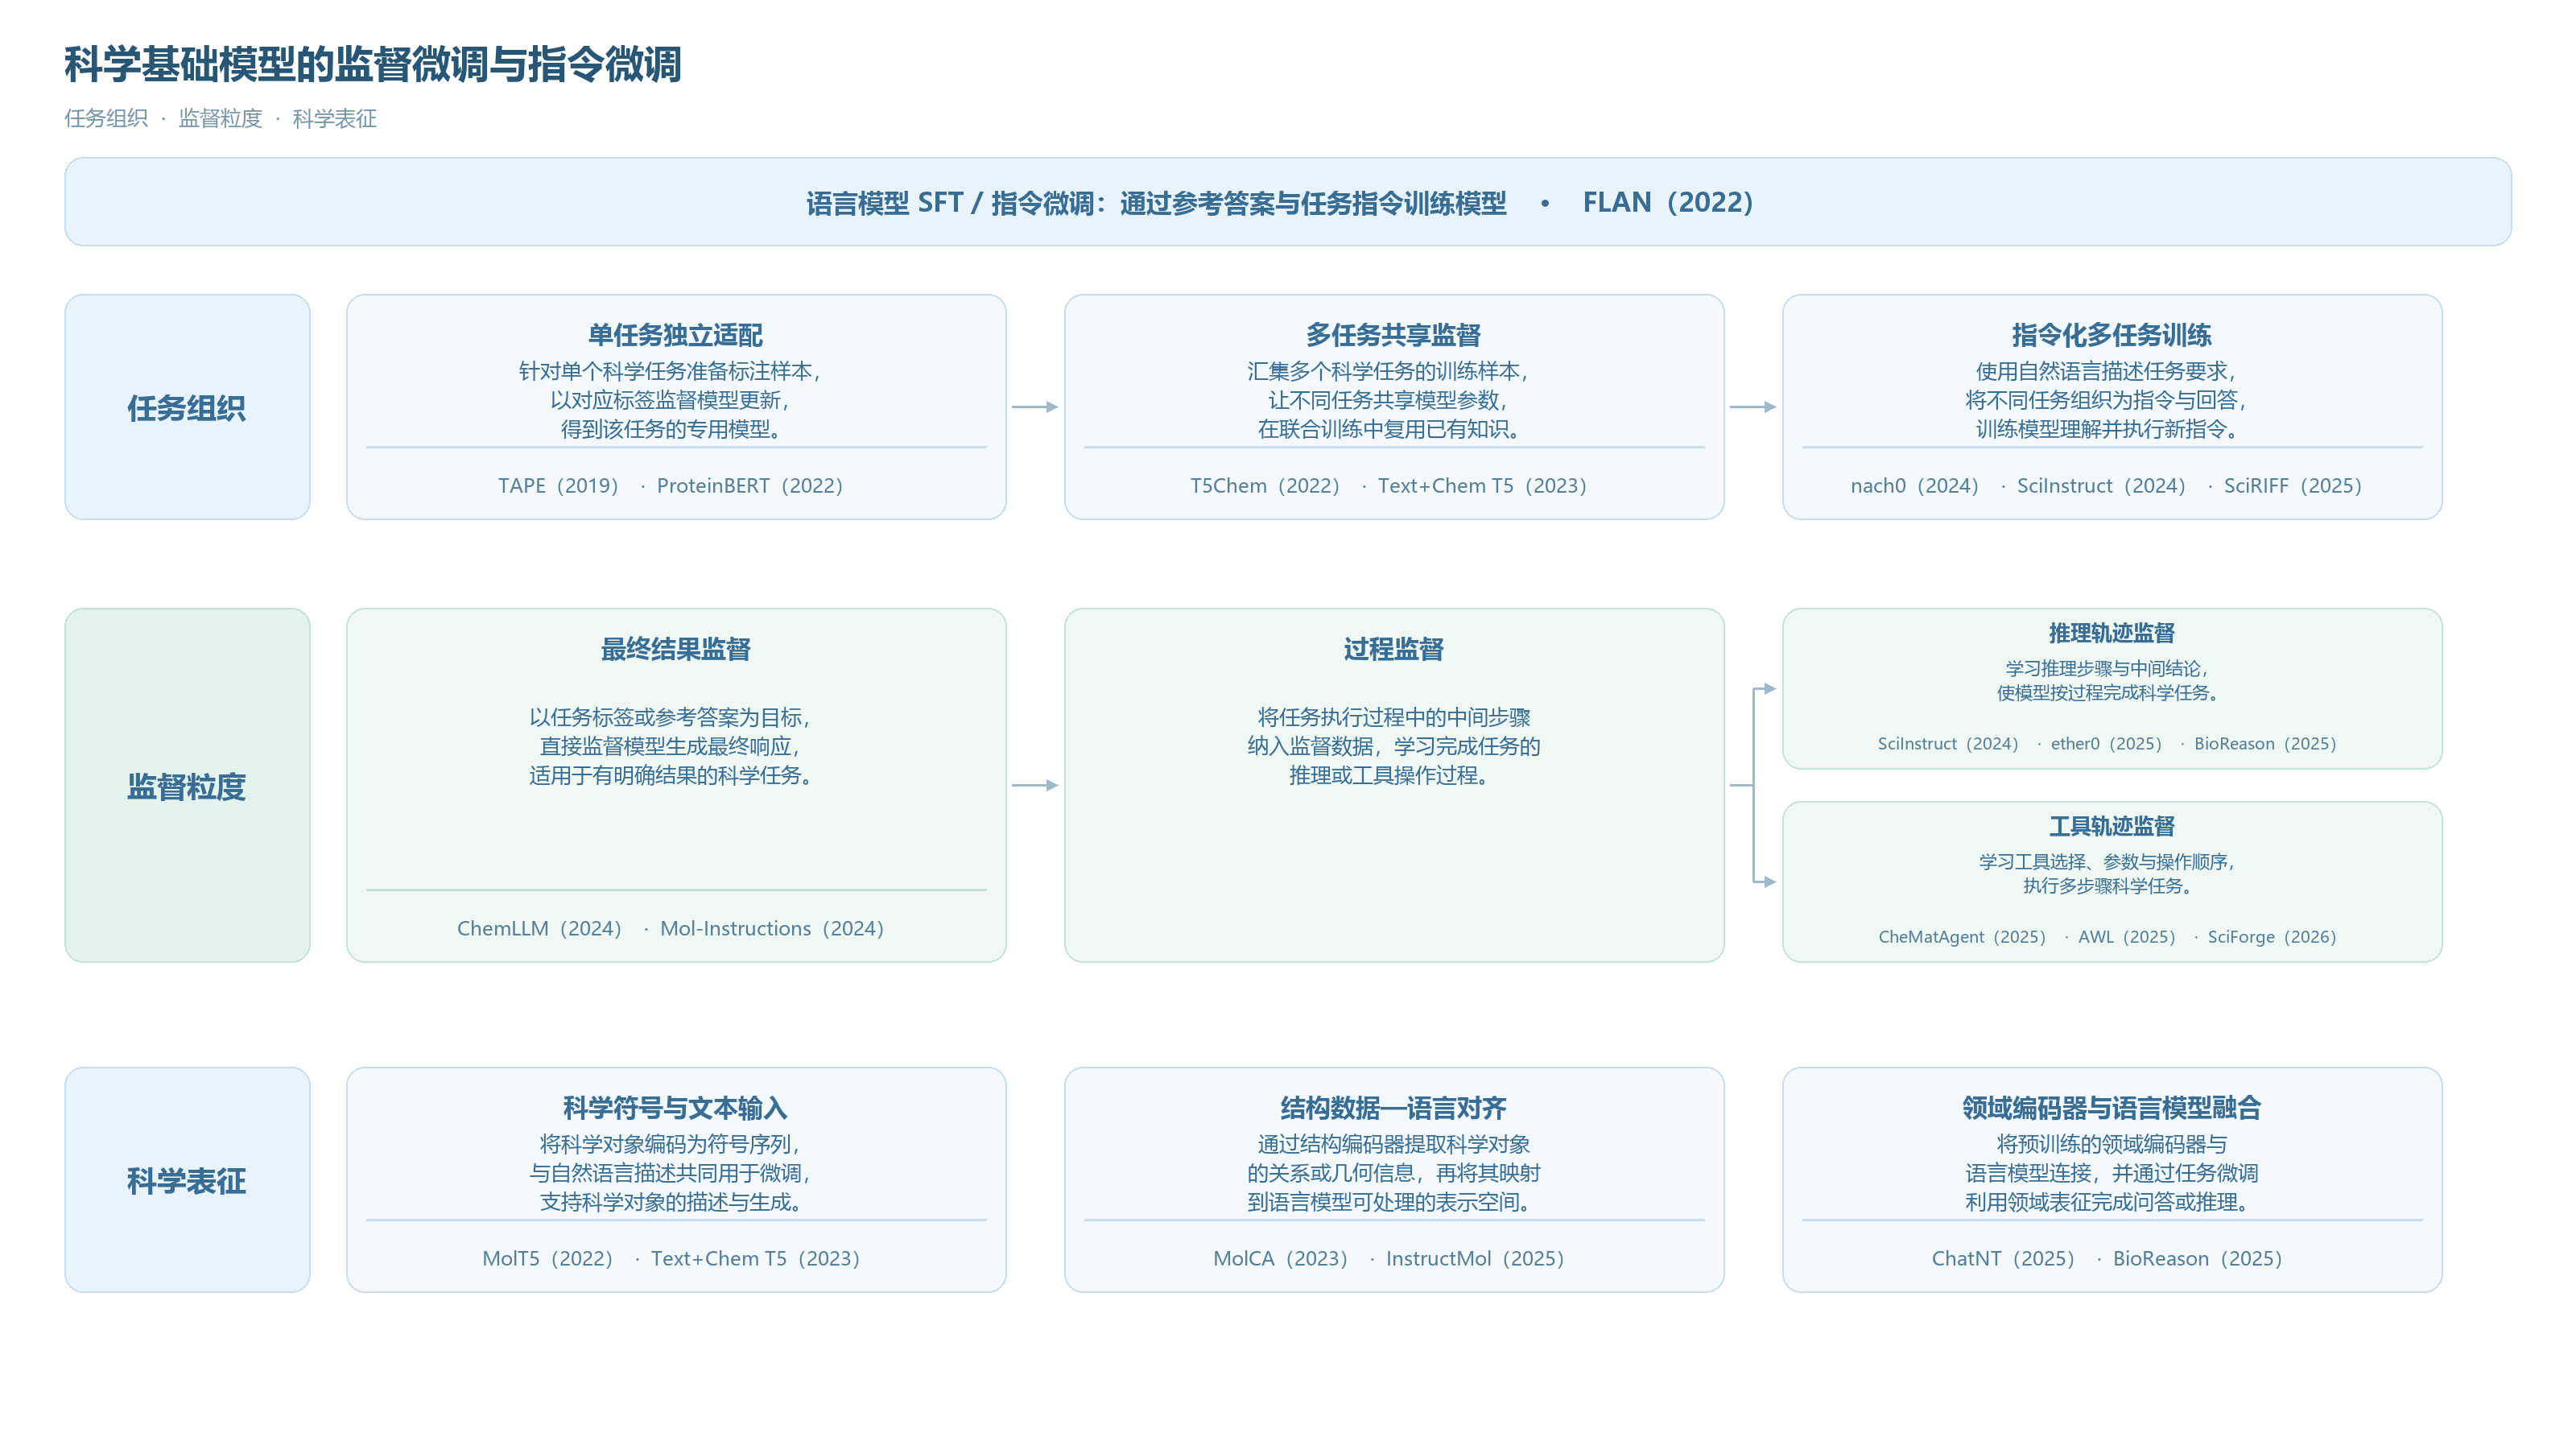 科学基础模型的监督微调与指令微调
任务组织 · 监督粒度 · 科学表征
语言模型 SFT / 指令微调：通过参考答案与任务指令训练模型 • FLAN（2022）
任务组织
单任务独立适配
针对单个科学任务准备标注样本，
以对应标签监督模型更新，
得到该任务的专用模型。
TAPE（2019） · ProteinBERT（2022）
多任务共享监督
汇集多个科学任务的训练样本，
让不同任务共享模型参数，
在联合训练中复用已有知识。
T5Chem（2022） · Text+Chem T5（2023）
指令化多任务训练
使用自然语言描述任务要求，
将不同任务组织为指令与回答，
训练模型理解并执行新指令。
nach0（2024） · SciInstruct（2024） · SciRIFF（2025）
监督粒度
最终结果监督
以任务标签或参考答案为目标，
直接监督模型生成最终响应，
适用于有明确结果的科学任务。
ChemLLM（2024） · Mol-Instructions（2024）
过程监督
将任务执行过程中的中间步骤
纳入监督数据，学习完成任务的
推理或工具操作过程。
推理轨迹监督
学习推理步骤与中间结论，
使模型按过程完成科学任务。
SciInstruct（2024） · ether0（2025） · BioReason（2025）
工具轨迹监督
学习工具选择、参数与操作顺序，
执行多步骤科学任务。
CheMatAgent（2025） · AWL（2025） · SciForge（2026）
科学表征
科学符号与文本输入
将科学对象编码为符号序列，
与自然语言描述共同用于微调，
支持科学对象的描述与生成。
MolT5（2022） · Text+Chem T5（2023）
结构数据—语言对齐
通过结构编码器提取科学对象
的关系或几何信息，再将其映射
到语言模型可处理的表示空间。
MolCA（2023） · InstructMol（2025）
领域编码器与语言模型融合
将预训练的领域编码器与
语言模型连接，并通过任务微调
利用领域表征完成问答或推理。
ChatNT（2025） · BioReason（2025）